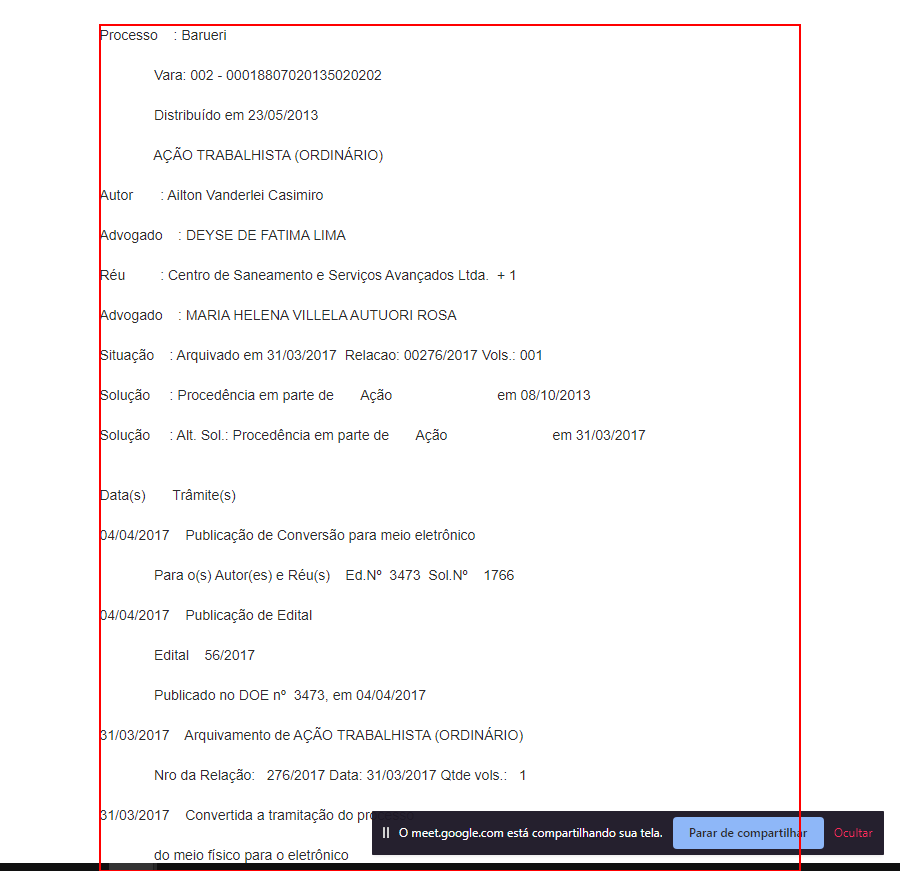 Processo : Barueri
Vara: 002 - 00018807020135020202
Distribuído em 23/05/2013
AÇÃO TRABALHISTA (ORDINÁRIO)
Autor : Ailton Vanderlei Casimiro
Advogado : DEYSE DE FATIMA LIMA
Réu : Centro de Saneamento e Serviços Avançados Ltda. + 1
Advogado : MARIA HELENA VILLELA AUTUORI ROSA
Situação : Arquivado em 31/03/2017 Relacao: 00276/2017 Vols.: 001
Solução : Procedência em parte de Ação em 08/10/2013
Solução : Alt. Sol.: Procedência em parte de Ação em 31/03/2017
Data(s) Trâmite(s)
04/04/2017 Publicação de Conversão para meio eletrônico
Para o(s) Autor(es) e Réu(s) Ed.Nº 3473 Sol.Nº 1766
04/04/2017 Publicação de Edital
Edital 56/2017
Publicado no DOE nº 3473, em 04/04/2017
31/03/2017 Arquivamento de AÇÃO TRABALHISTA (ORDINÁRIO)
Nro da Relação: 276/2017 Data: 31/03/2017 Qtde vols.: 1
31/03/2017 Convertida a tramitação do processo
O meet.google.com está compartilhando sua tela. Parar de compartilhar Ocultar
do meio físico para o eletrônico